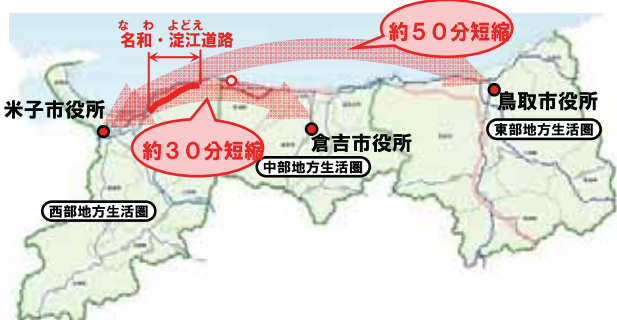 な わ よどえ
名和・淀江道路
約５０分短縮
米子市役所
鳥取市役所
東部地方生活圏
約３０分短縮
倉吉市役所
中部地方生活圏
西部地方生活圏